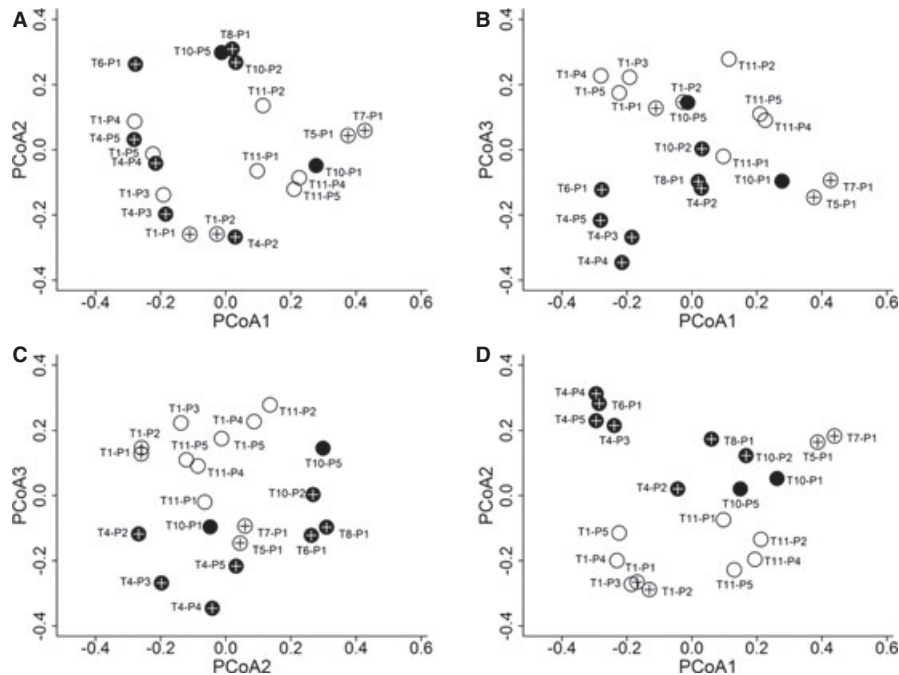 A
0.4
0.2
0.0
-0.2
-0.4
PCoA2
T8-P1
T10-P5
T6-P1
T10-P2
T11-P2
T1-P4
T7-P1
T5-P1
T4-P5
T1-P5
T4-P4
T11-P1
T10-P1
T11-P4
T11-P5
T1-P3
T4-P3
T1-P2
T1-P1
T4-P2
-0.4 -0.2 0.0 0.2 0.4 0.6
PCoA1
B
0.4
0.2
0.0
-0.2
-0.4
PCoA3
T11-P2
T1-P3
T1-P4
T1-P5
T1-P2
T11-P5
T1-P1
T10-P5
T11-P4
T10-P2
T11-P1
T8-P1
T10-P1
T7-P1
T6-P1
T4-P2
T5-P1
T4-P5
T4-P3
T4-P4
-0.4 -0.2 0.0 0.2 0.4 0.6
PCoA1
C
0.4
0.2
0.0
-0.2
-0.4
PCoA3
T1-P3
T1-P4
T11-P2
T1-P2
T11-P5
T1-P5
T1-P1
T11-P4
T10-P5
T11-P1
T10-P2
T10-P1
T7-P1
T8-P1
T4-P2
T5-P1
T6-P1
T4-P5
T4-P3
T4-P4
-0.4 -0.2 0.0 0.2 0.4 0.6
PCoA2
D
0.4
0.2
0.0
-0.2
-0.4
PCoA2
T4-P4
T6-P1
T4-P5
T4-P3
T8-P1
T7-P1
T10-P2
T5-P1
T10-P1
T4-P2
T10-P5
T11-P1
T1-P5
T11-P2
T1-P4
T11-P4
T1-P1
T11-P5
T1-P3
T1-P2
-0.4 -0.2 0.0 0.2 0.4 0.6
PCoA1